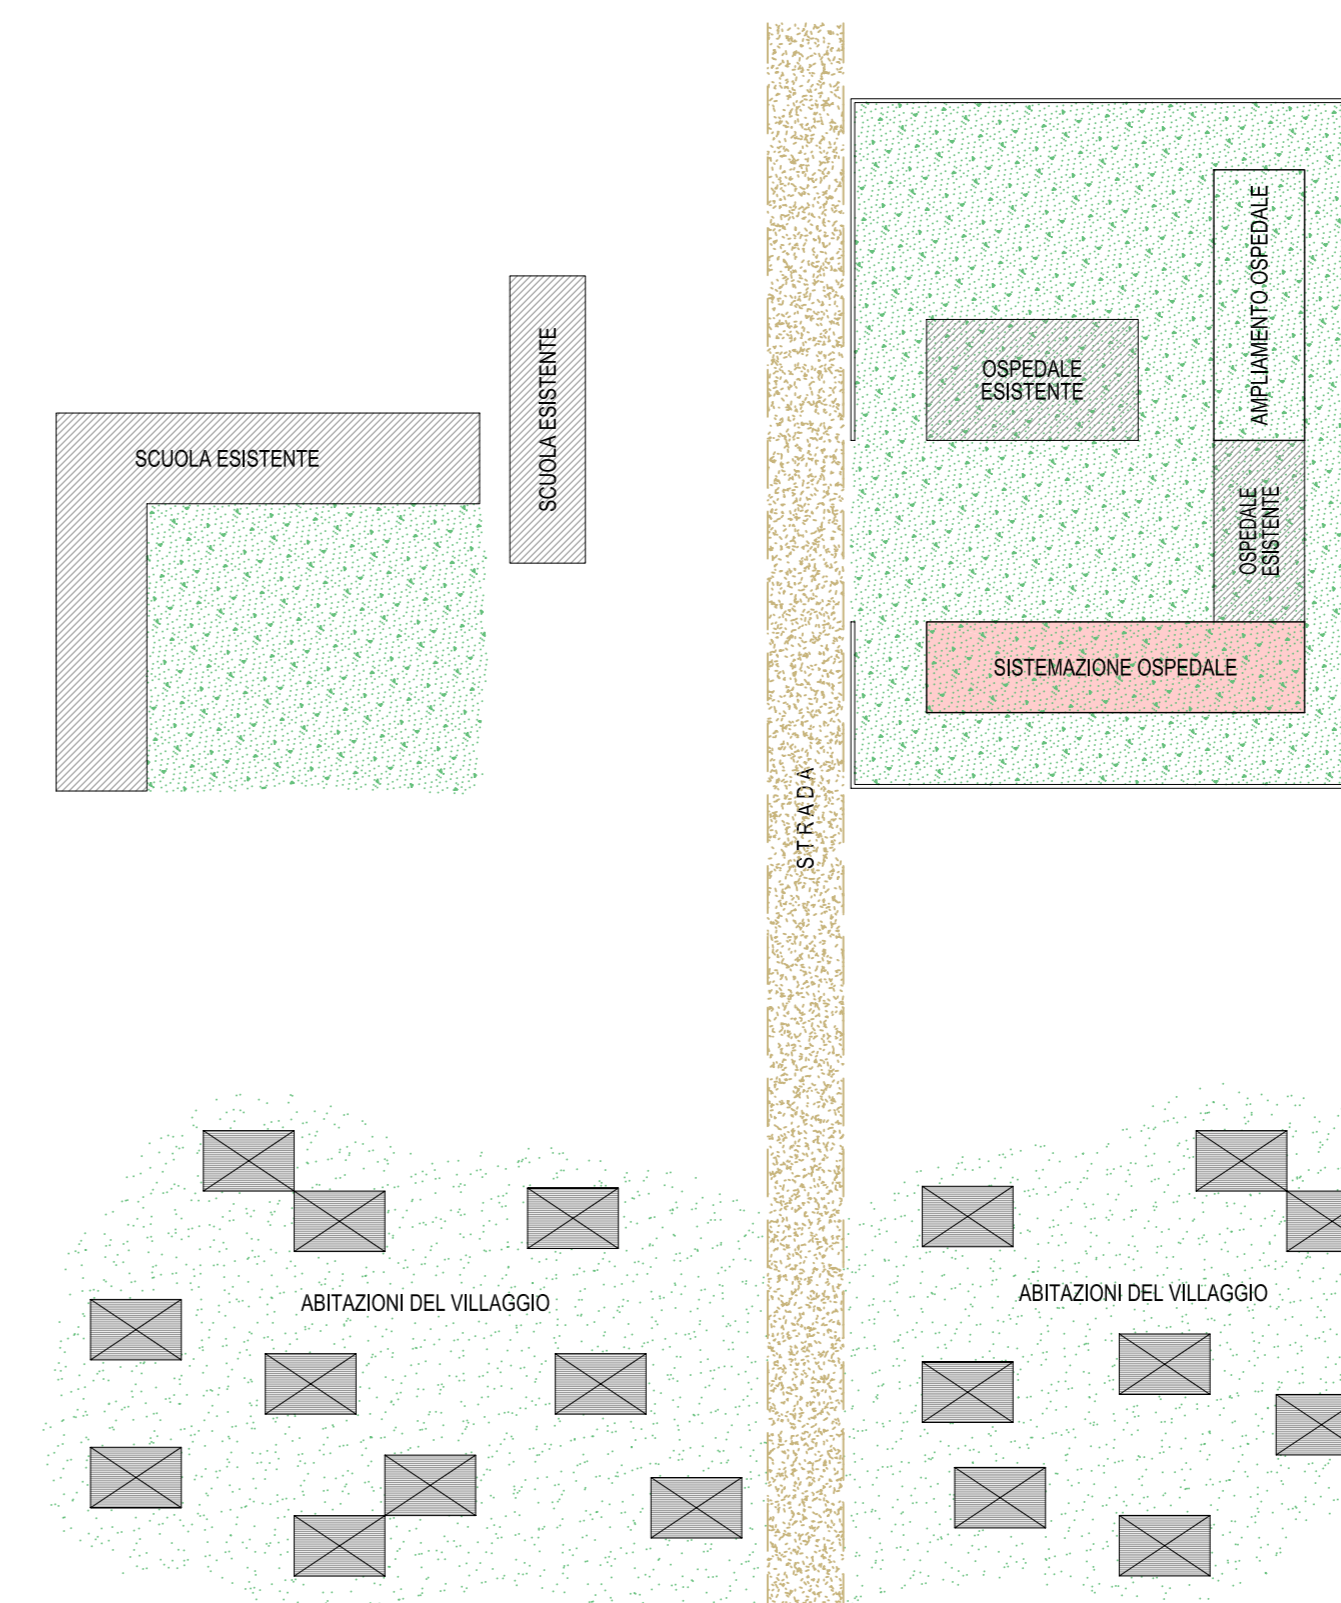 AMPLIAMENTO OSPEDALE
OSPEDALE
ESISTENTE
SCUOLA ESISTENTE
SCUOLA ESISTENTE
OSPEDALE
ESISTENTE
SISTEMAZIONE OSPEDALE
STRADA
ABITAZIONI DEL VILLAGGIO
ABITAZIONI DEL VILLAGGIO